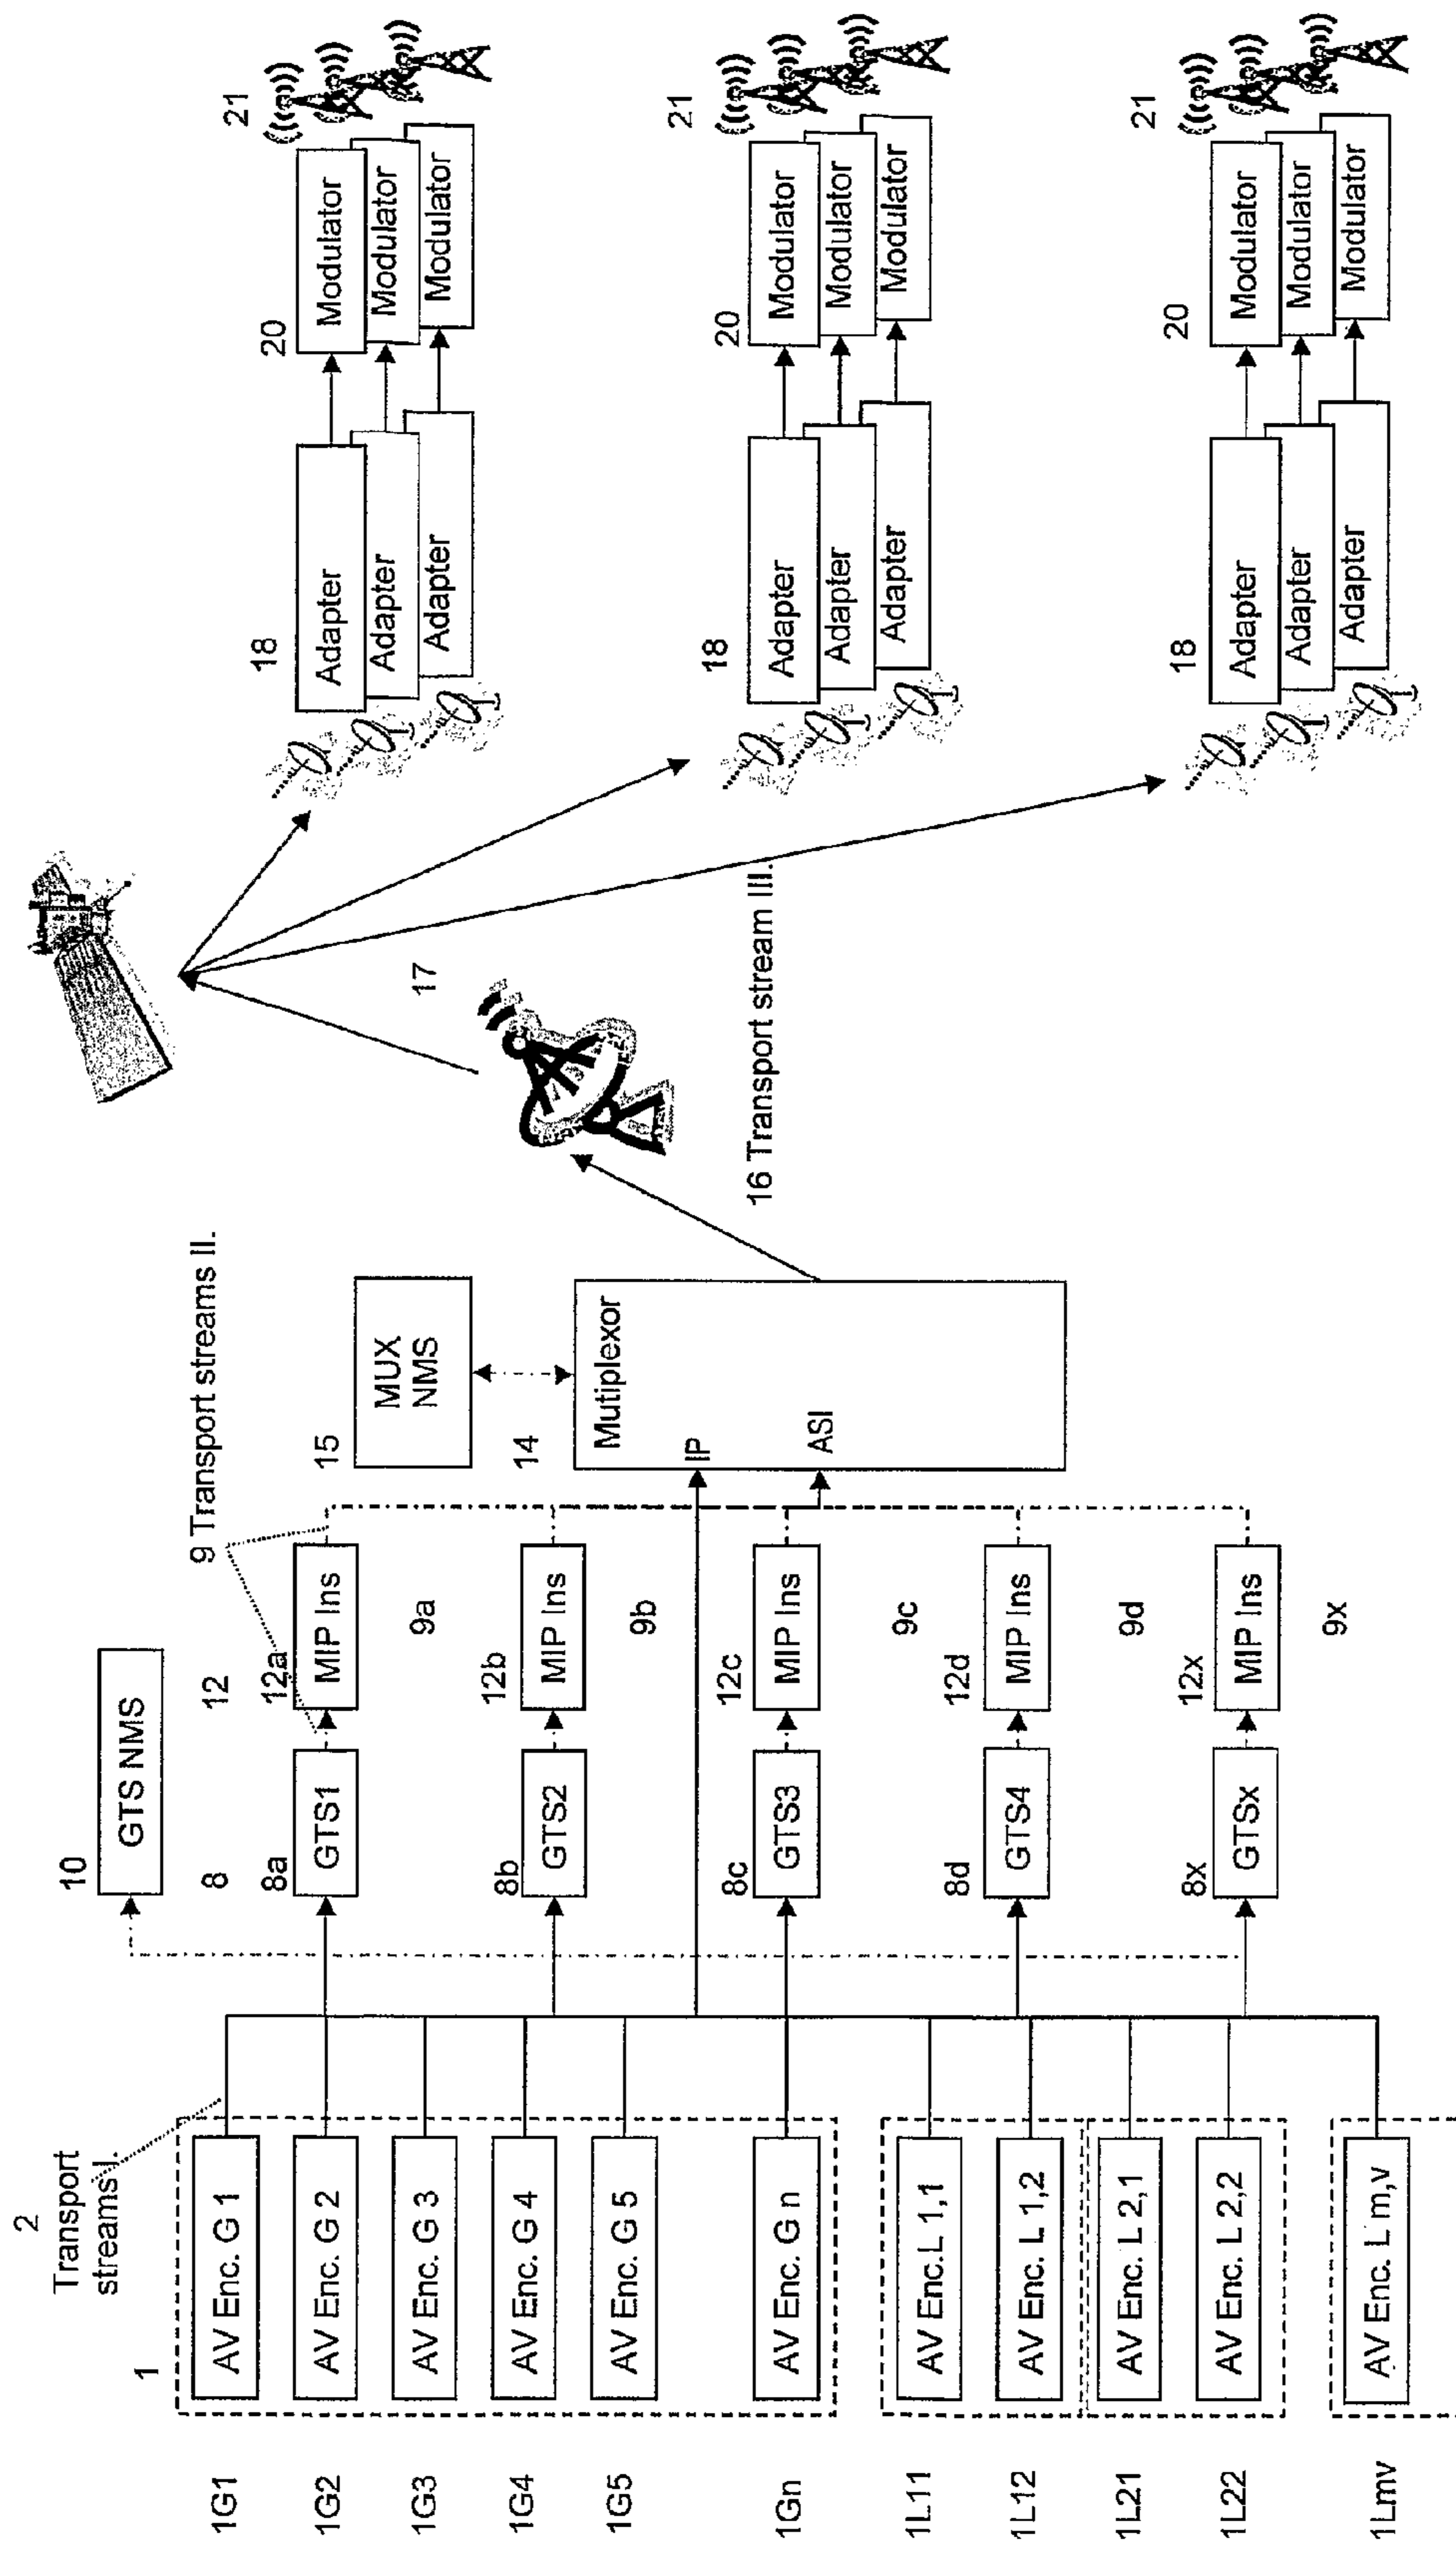 2
Transport
streams I.
1
1G1
AV Enc. G 1
1G2
AV Enc. G 2
1G3
AV Enc. G 3
1G4
AV Enc. G 4
1G5
AV Enc. G 5
1Gn
AV Enc. G n
1L11
AV Enc.L 1,1
1L12
AV Enc. L 1,2
1L21
AV Enc. L 2,1
1L22
AV Enc. L 2,2
1Lmv
AV Enc. L m,v
10
GTS NMS
8
8a
GTS1
8b
GTS2
8c
GTS3
8d
GTS4
8x
GTSx
9 Transport streams II.
12
12a
MIP Ins
9a
12b
MIP Ins
9b
12c
MIP Ins
9c
12d
MIP Ins
9d
12x
MIP Ins
9x
15
MUX
NMS
14
Mutiplexor
IP
ASI
17
16 Transport stream III.
18
Adapter
Adapter
Adapter
20
Modulator
Modulator
Modulator
21
18
Adapter
Adapter
Adapter
20
Modulator
Modulator
Modulator
21
18
Adapter
Adapter
Adapter
20
Modulator
Modulator
Modulator
21